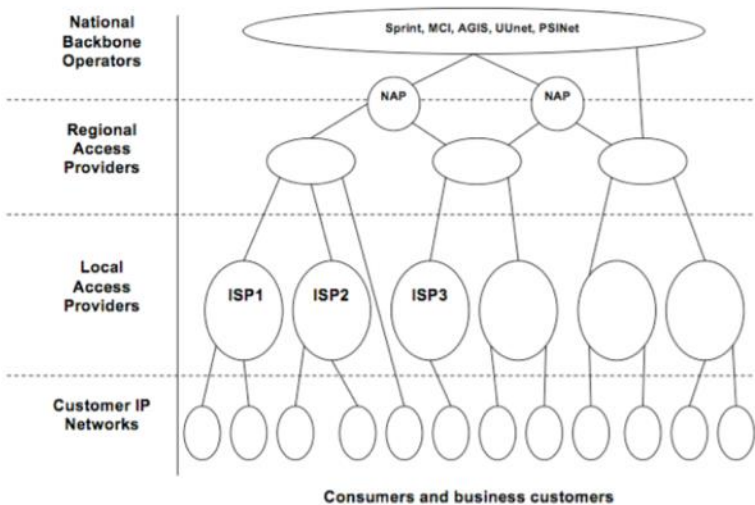 National
Backbone
Operators
Sprint, MCI, AGIS, UUnet, PSINet
NAP
NAP
Regional
Access
Providers
Local
Access
Providers
ISP1
ISP2
ISP3
Customer IP
Networks
Consumers and business customers